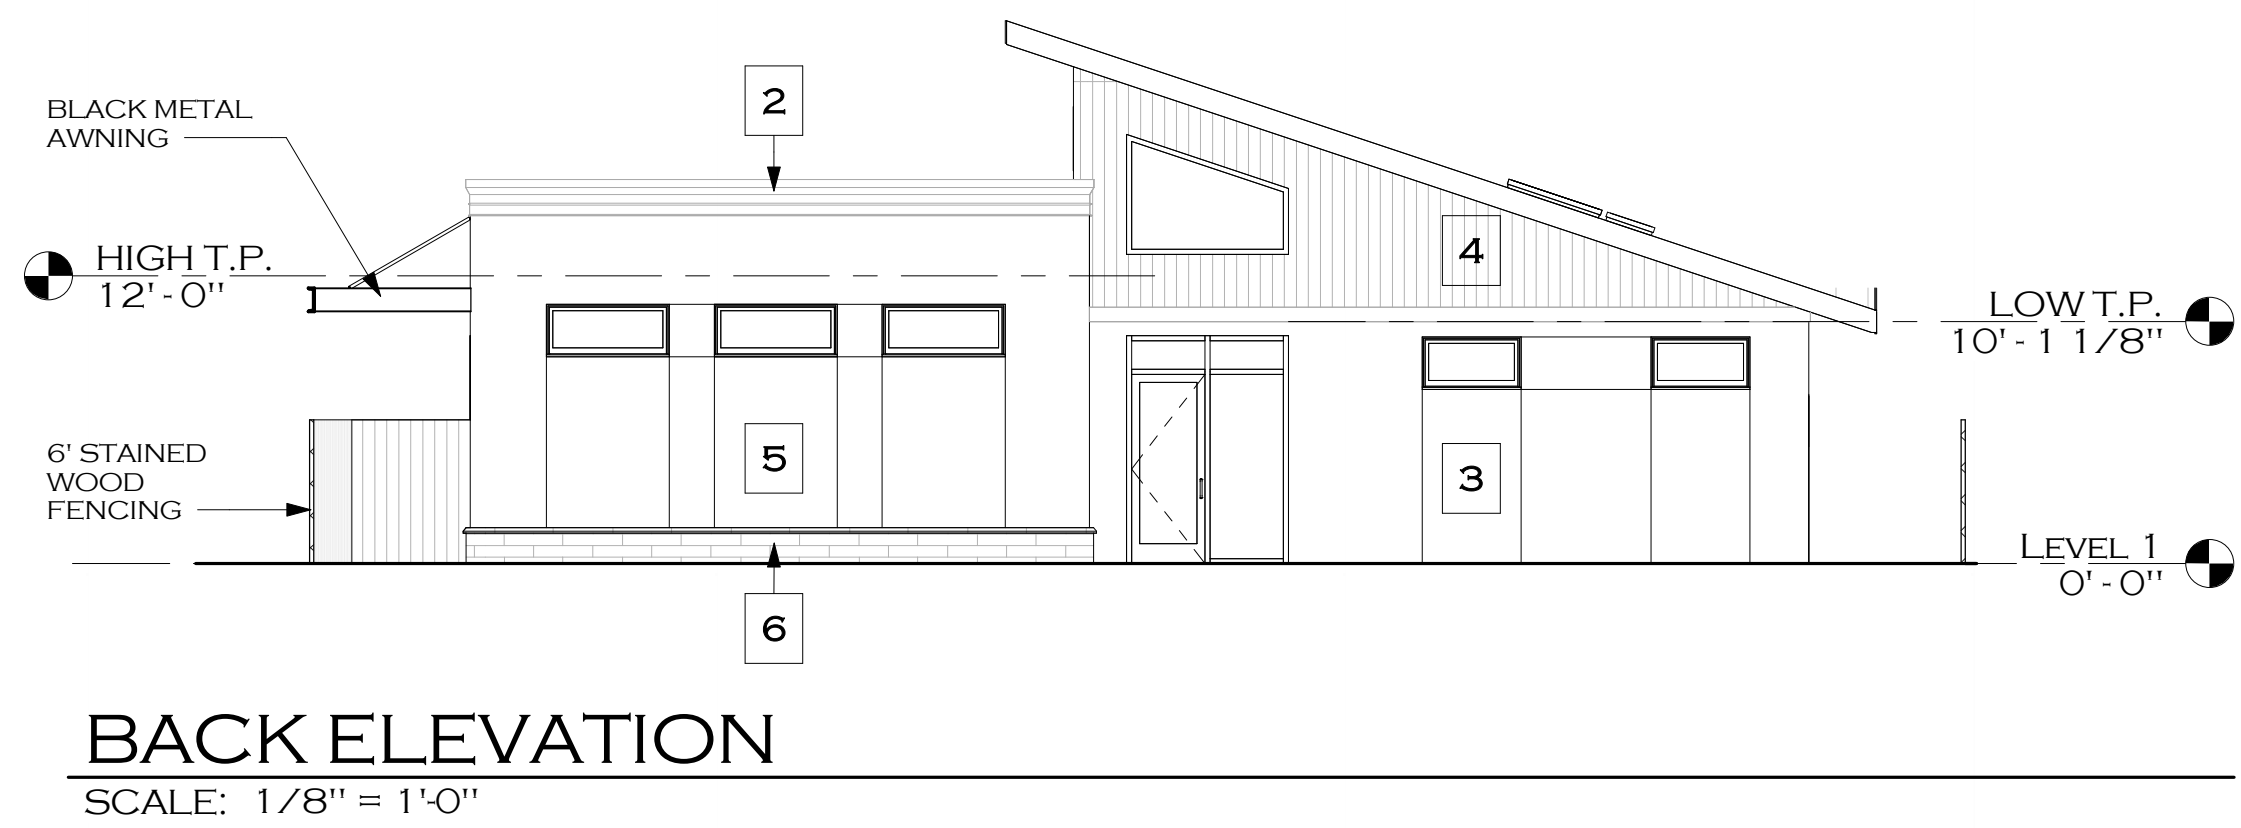 2
BLACK METAL
AWNING
4
HIGH T.P.
12' - 0"
LOW T.P.
10' - 1 1/8"
6' STAINED
WOOD
FENCING
5
3
LEVEL 1
0' - 0"
6
BACK ELEVATION
SCALE: 1/8" = 1'-0"